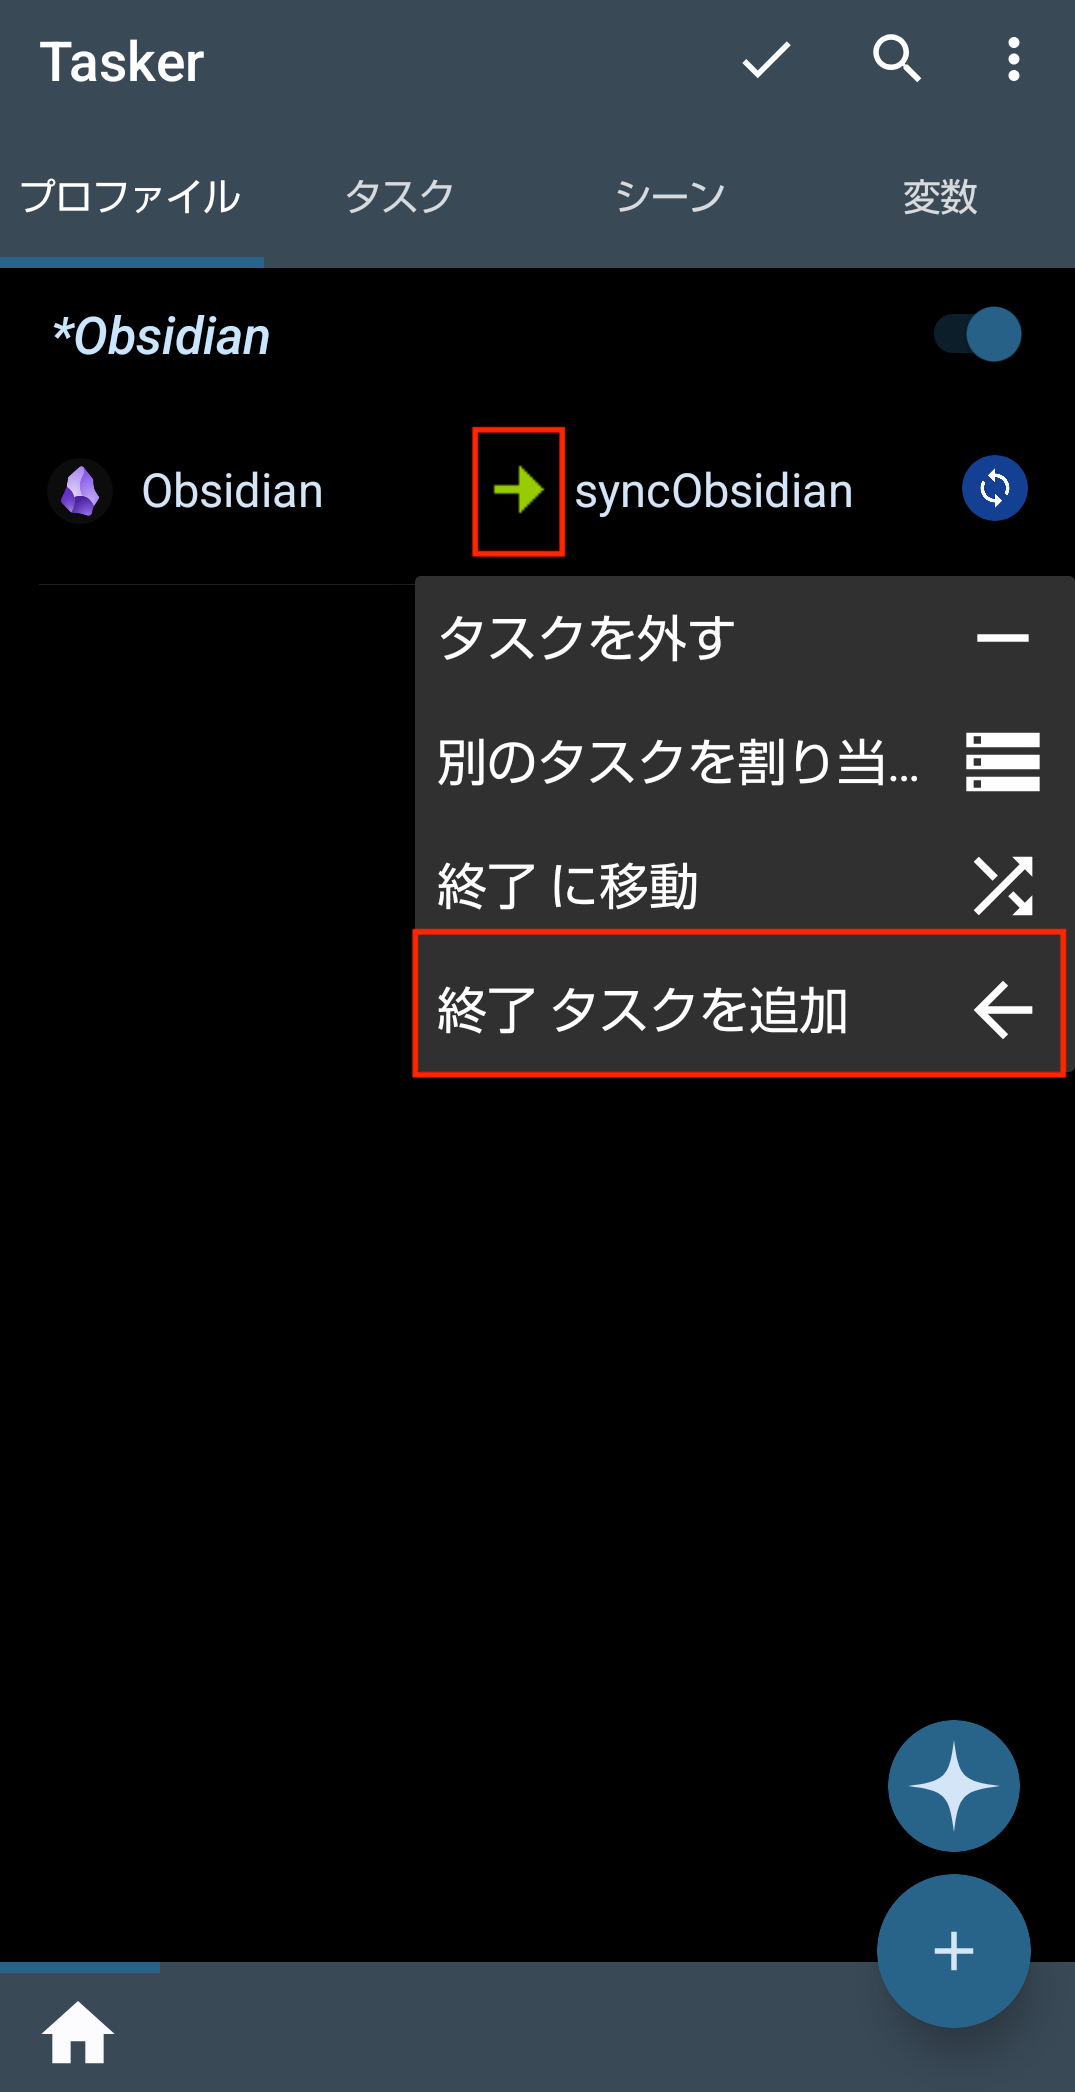 Tasker
プロファイル タスク シーン 変数
*Obsidian
Obsidian syncObsidian
タスクを外す
別のタスクを割り当...
終了 に移動
終了 タスクを追加